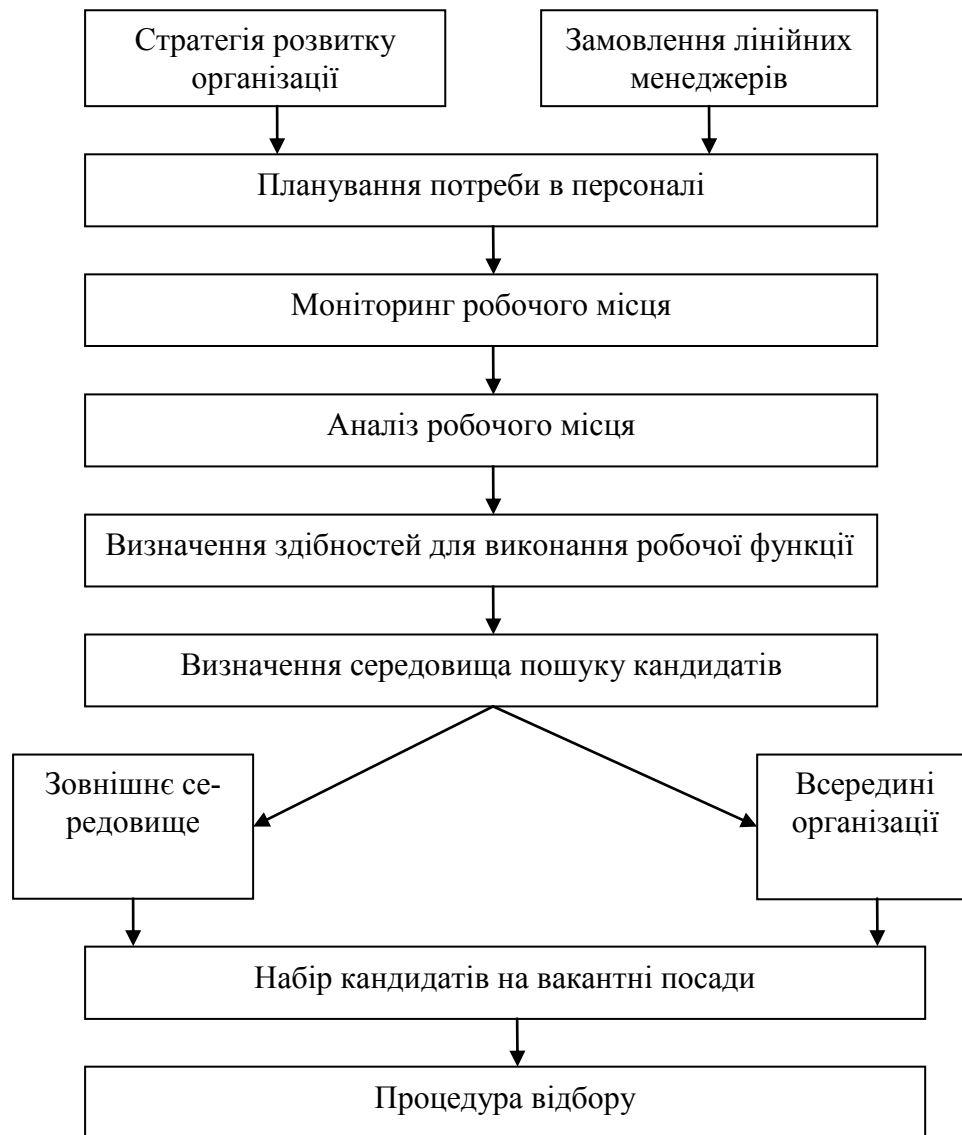 Стратегія розвитку
організації
Замовлення лінійних
менеджерів
Планування потреби в персоналі
Моніторинг робочого місця
Аналіз робочого місця
Визначення здібностей для виконання робочої функції
Визначення середовища пошуку кандидатів
Зовнішнє се-
редовище
Всередині
організації
Набір кандидатів на вакантні посади
Процедура відбору